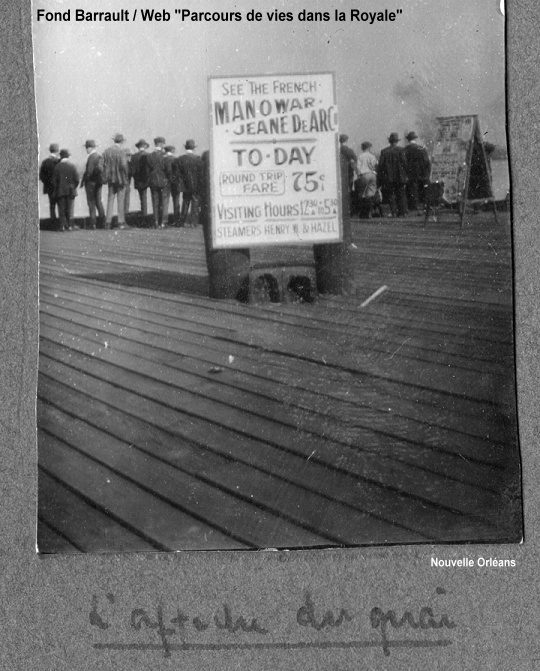 Fond Barrault / Web "Parcours de vies dans la Royale"
SEE THE FRENCH
MAN-O-WAR
JEANE DE ARC
TO-DAY
ROUND TRIP FARE 75¢
VISITING HOURS 12³⁰ TO 5³⁰
STEAMERS HENRY W. & HAZEL
Nouvelle Orléans
L'affiche du quai